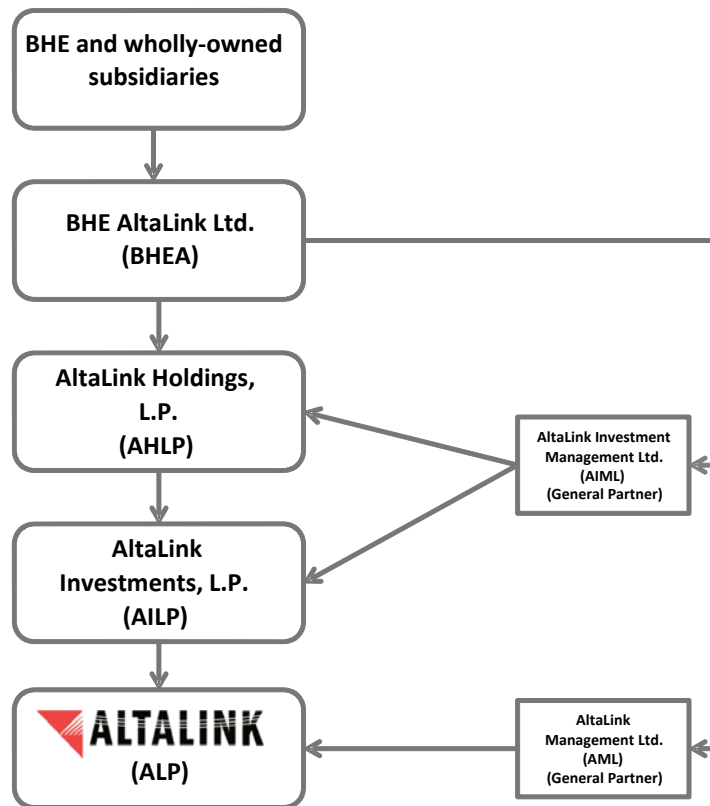 BHE and wholly-owned
subsidiaries
BHE AltaLink Ltd.
(BHEA)
AltaLink Holdings,
L.P.
(AHLP)
AltaLink Investment
Management Ltd.
(AIML)
(General Partner)
AltaLink
Investments, L.P.
(AILP)
ALTALINK
(ALP)
AltaLink
Management Ltd.
(AML)
(General Partner)